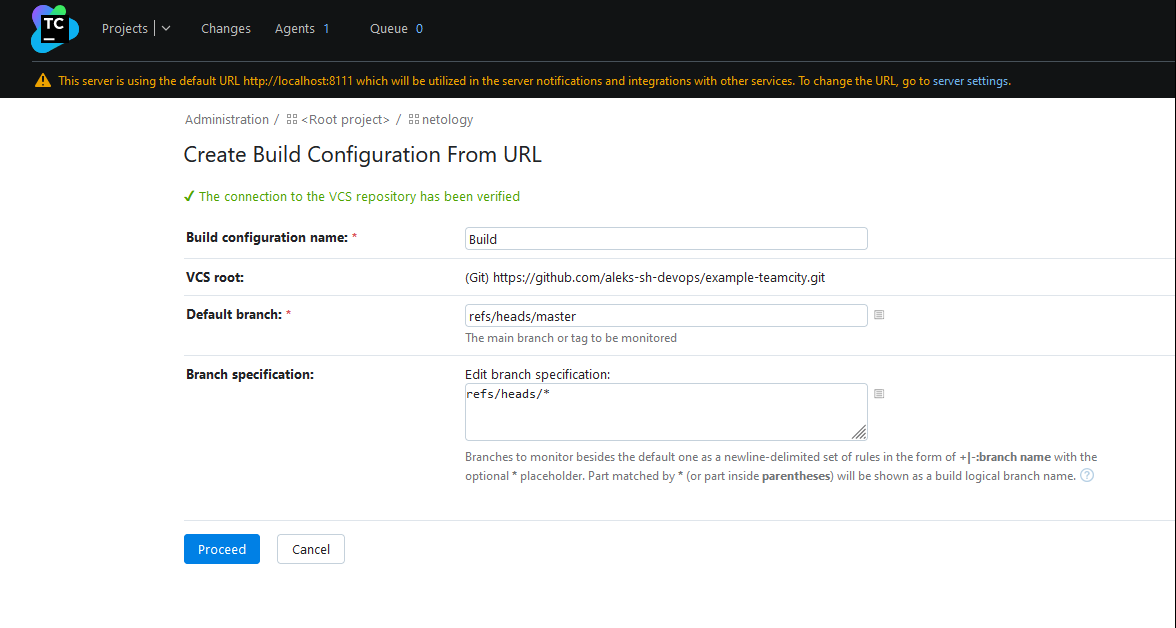 TC
Projects Changes Agents 1 Queue 0
This server is using the default URL http://localhost:8111 which will be utilized in the server notifications and integrations with other services. To change the URL, go to server settings.
Administration / <Root project> / netology
Create Build Configuration From URL
The connection to the VCS repository has been verified
Build configuration name: * Build
VCS root: (Git) https://github.com/aleks-sh-devops/example-teamcity.git
Default branch: * refs/heads/master
The main branch or tag to be monitored
Branch specification: Edit branch specification:
refs/heads/*
Branches to monitor besides the default one as a newline-delimited set of rules in the form of +|-:branch name with the
optional * placeholder. Part matched by * (or part inside parentheses) will be shown as a build logical branch name. ?
Proceed Cancel